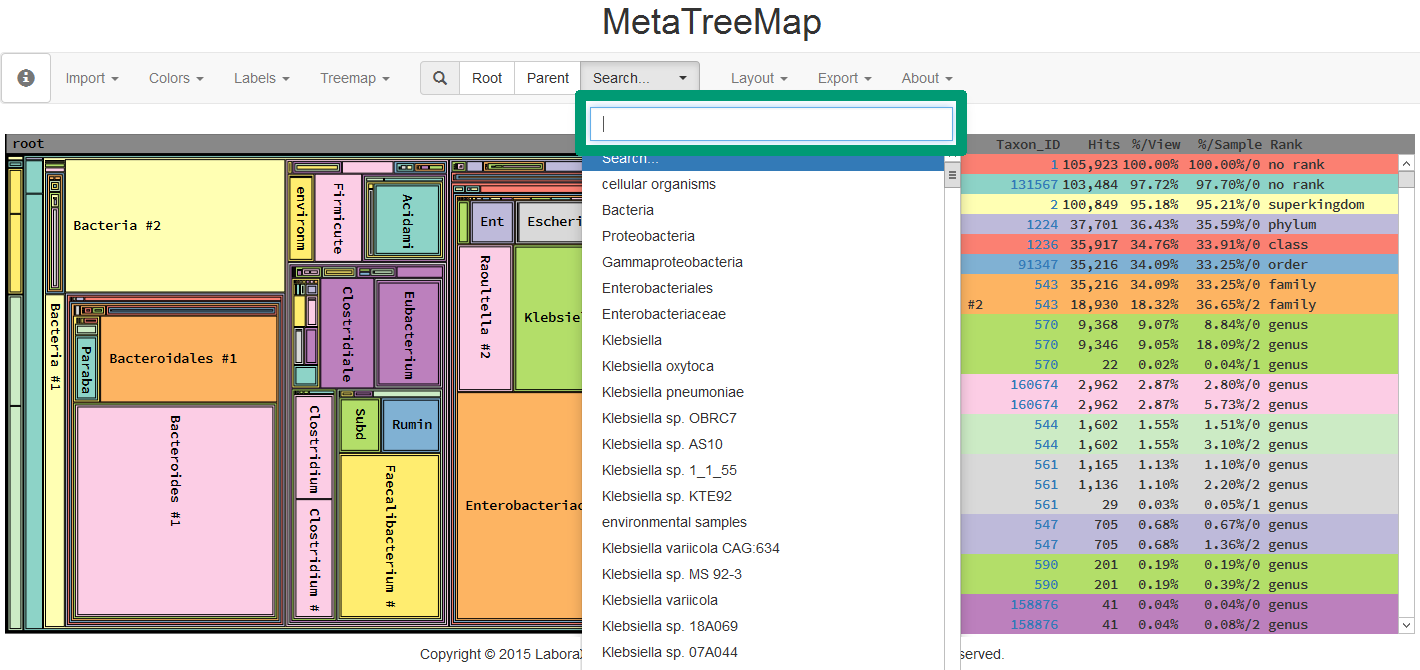 MetaTreeMap
Import Colors Labels Treemap Root Parent Search... Layout Export About
root
Bacteria #2
Bacteria #1
Paraba
Bacteroidales #1
Bacteroides #1
environm
Firmicute
Acidami
Clostridiale
Eubacterium
Clostridium
Clostridium #
Subd
Rumin
Faecalibacterium #
Ent
Escheri
Raoultella #2
Klebsiel
Enterobacteriac
Search...
cellular organisms
Bacteria
Proteobacteria
Gammaproteobacteria
Enterobacteriales
Enterobacteriaceae
Klebsiella
Klebsiella oxytoca
Klebsiella pneumoniae
Klebsiella sp. OBRC7
Klebsiella sp. AS10
Klebsiella sp. 1_1_55
Klebsiella sp. KTE92
environmental samples
Klebsiella variicola CAG:634
Klebsiella sp. MS 92-3
Klebsiella variicola
Klebsiella sp. 18A069
Klebsiella sp. 07A044
Taxon_ID Hits %/View %/Sample Rank
1 105,923 100.00% 100.00%/0 no rank
131567 103,484 97.72% 97.70%/0 no rank
2 100,849 95.18% 95.21%/0 superkingdom
1224 37,701 36.43% 35.59%/0 phylum
1236 35,917 34.76% 33.91%/0 class
91347 35,216 34.09% 33.25%/0 order
543 35,216 34.09% 33.25%/0 family
#2 543 18,930 18.32% 36.65%/2 family
570 9,368 9.07% 8.84%/0 genus
570 9,346 9.05% 18.09%/2 genus
570 22 0.02% 0.04%/1 genus
160674 2,962 2.87% 2.80%/0 genus
160674 2,962 2.87% 5.73%/2 genus
544 1,602 1.55% 1.51%/0 genus
544 1,602 1.55% 3.10%/2 genus
561 1,165 1.13% 1.10%/0 genus
561 1,136 1.10% 2.20%/2 genus
561 29 0.03% 0.05%/1 genus
547 705 0.68% 0.67%/0 genus
547 705 0.68% 1.36%/2 genus
590 201 0.19% 0.19%/0 genus
590 201 0.19% 0.39%/2 genus
158876 41 0.04% 0.04%/0 genus
158876 41 0.04% 0.08%/2 genus
Copyright © 2015 Labora served.